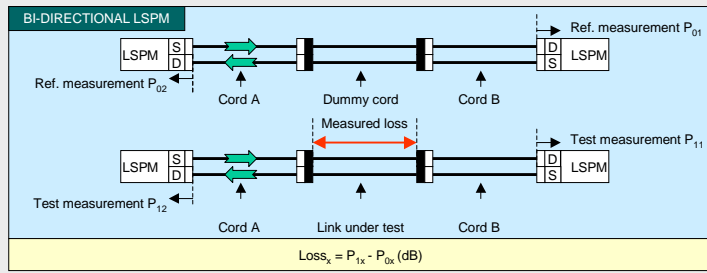 BI-DIRECTIONAL LSPM
Ref. measurement P01
LSPM S D
D S LSPM
Ref. measurement P02
Cord A Dummy cord Cord B
Measured loss
Test measurement P11
LSPM S D
D S LSPM
Test measurement P12
Cord A Link under test Cord B
Lossx = P1x - P0x (dB)